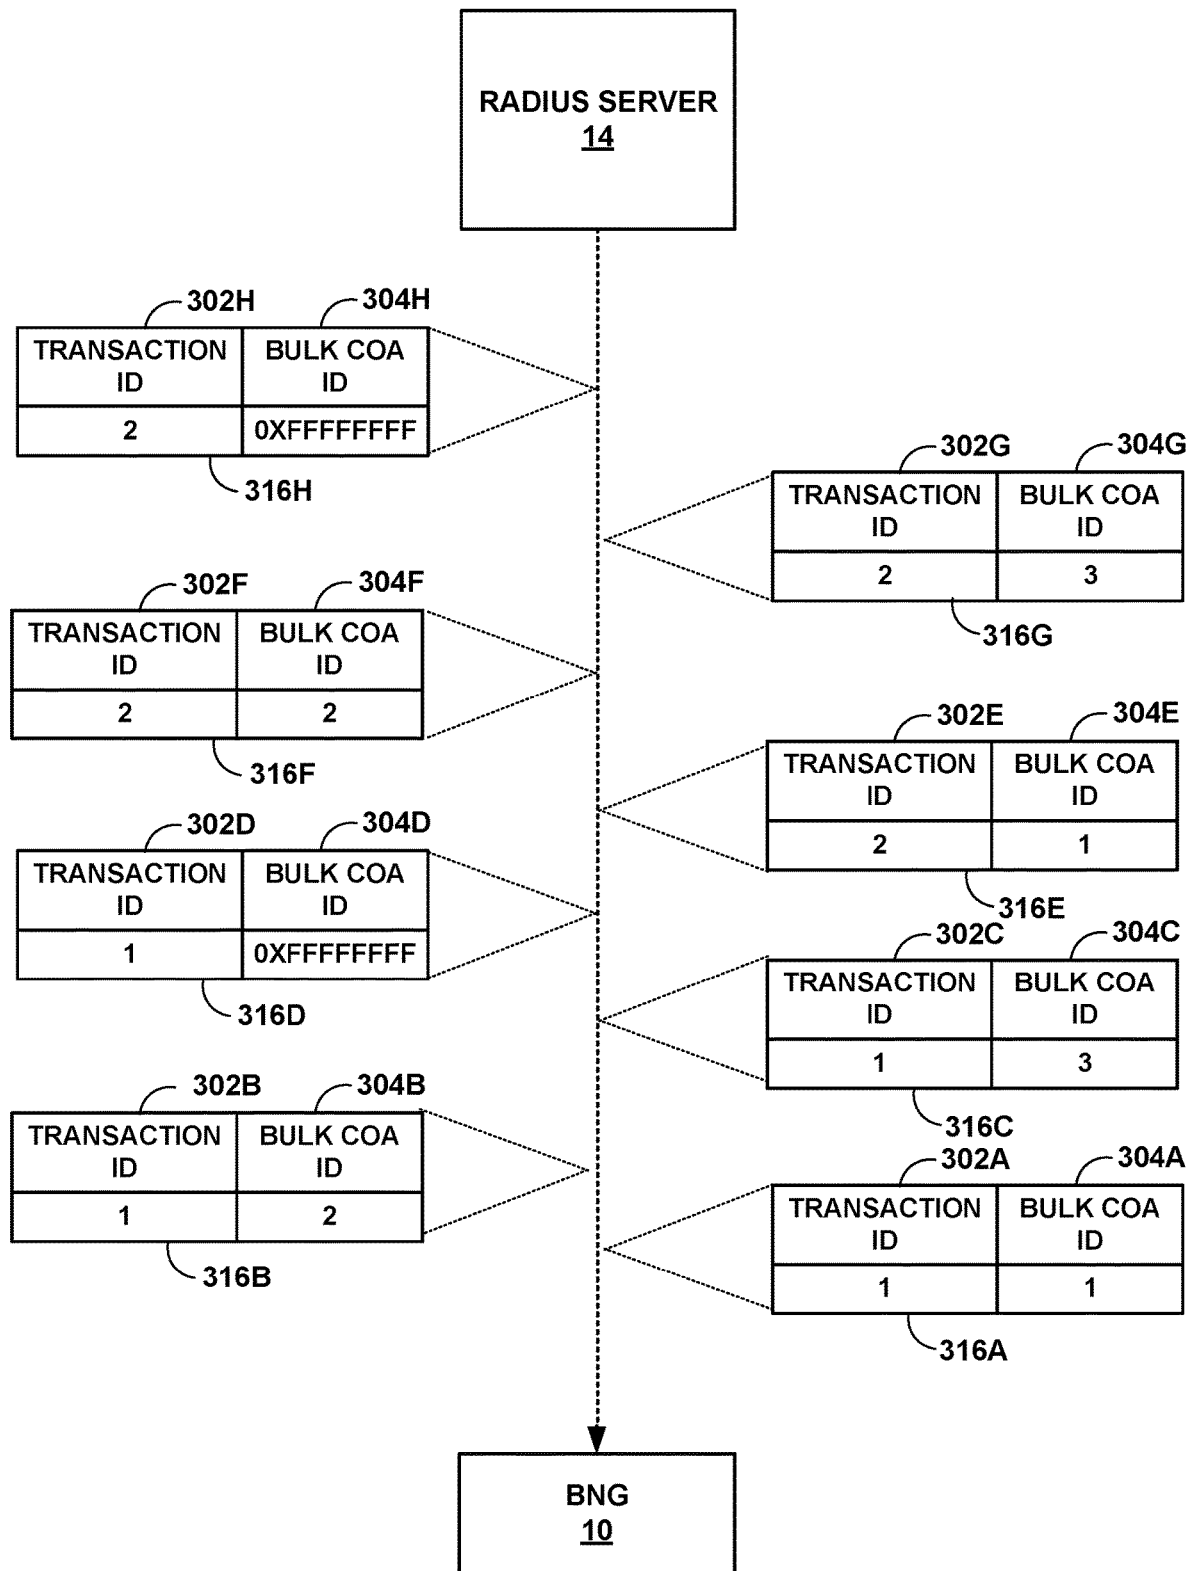 RADIUS SERVER
14
302H
304H
TRANSACTION
ID
BULK COA
ID
2
0XFFFFFFFF
316H
302G
304G
TRANSACTION
ID
BULK COA
ID
2
3
316G
302F
304F
TRANSACTION
ID
BULK COA
ID
2
2
316F
302E
304E
TRANSACTION
ID
BULK COA
ID
2
1
316E
302D
304D
TRANSACTION
ID
BULK COA
ID
1
0XFFFFFFFF
316D
302C
304C
TRANSACTION
ID
BULK COA
ID
1
3
316C
302B
304B
TRANSACTION
ID
BULK COA
ID
1
2
316B
302A
304A
TRANSACTION
ID
BULK COA
ID
1
1
316A
BNG
10